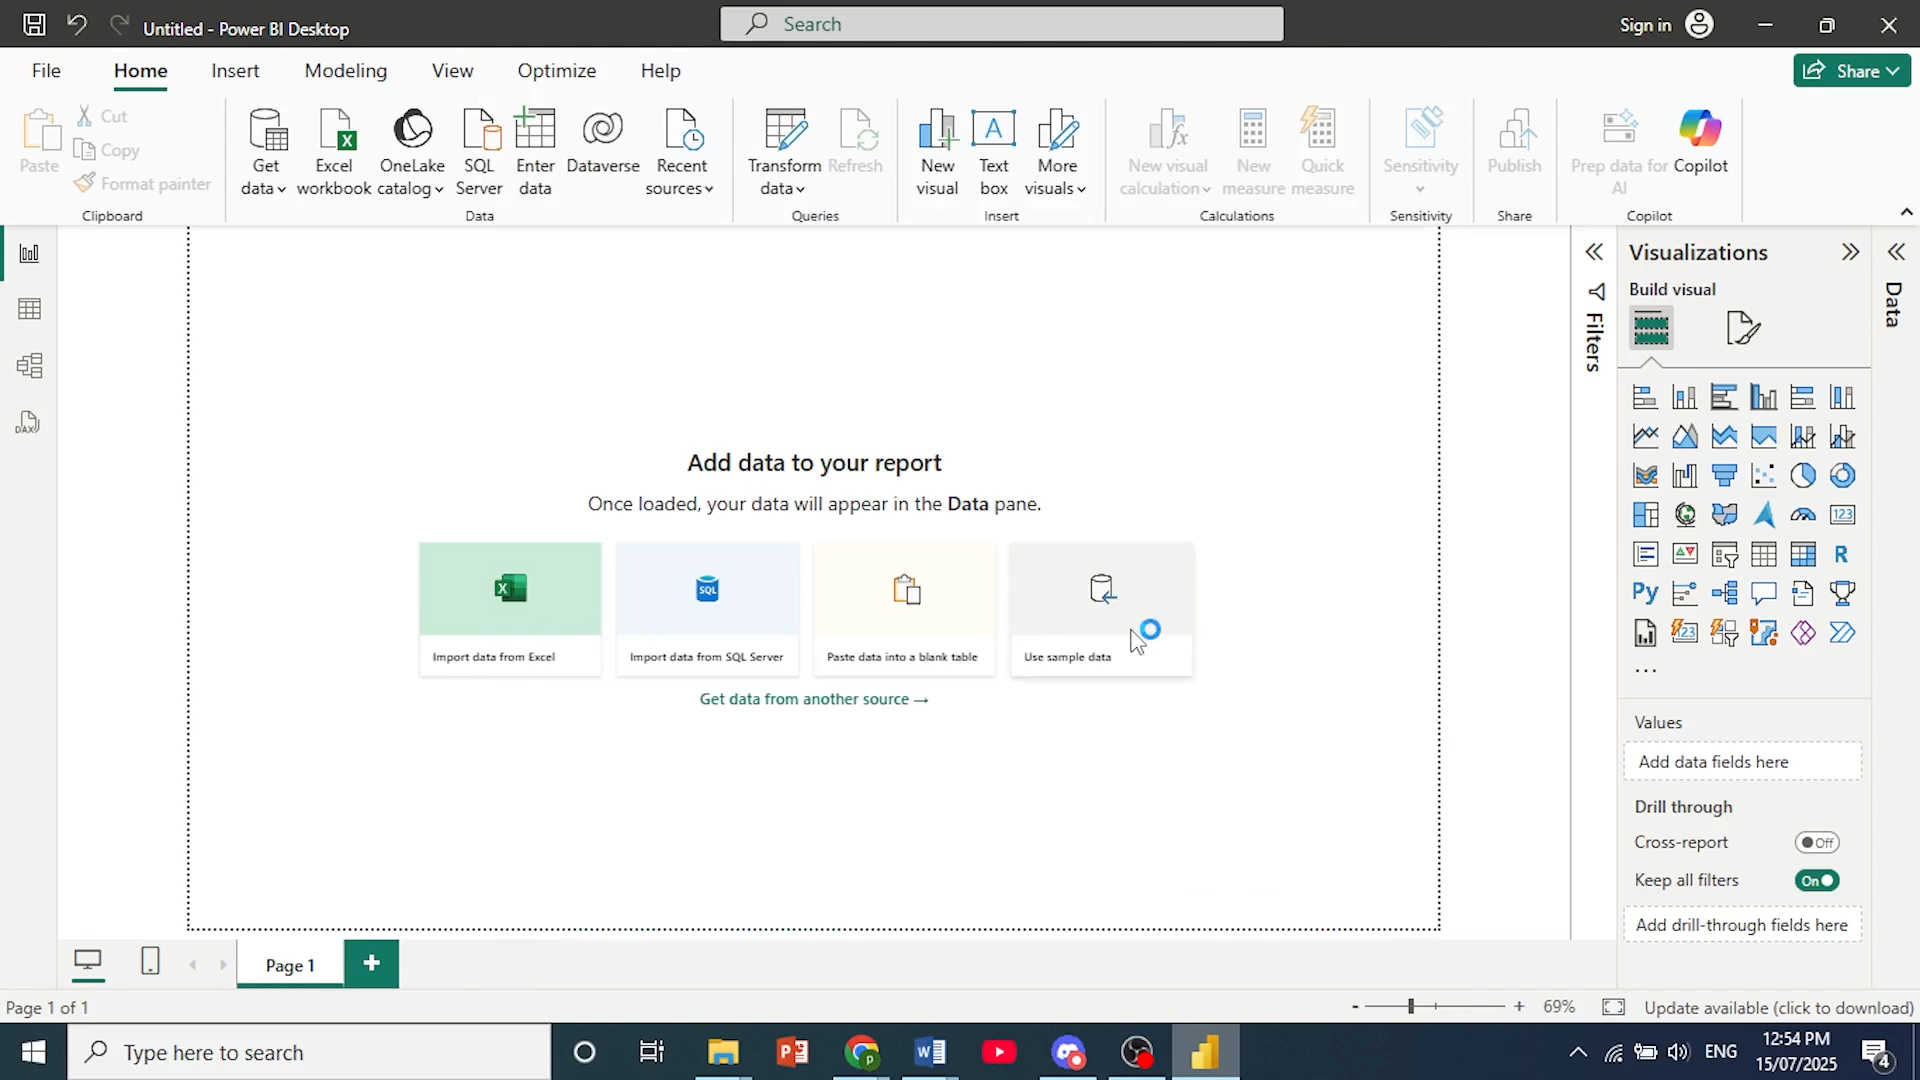 Untitled - Power BI Desktop
Search
Sign in
File
Home
Insert
Modeling
View
Optimize
Help
Share
Paste
Cut
Copy
Format painter
Clipboard
Get data
Excel workbook
OneLake catalog
SQL Server
Enter data
Dataverse
Recent sources
Data
Transform data
Refresh
Queries
New visual
A
Text box
More visuals
Insert
New visual calculation
New measure
Quick measure
Calculations
Sensitivity
Sensitivity
Publish
Share
Prep data for AI
Copilot
Copilot
DAX
Add data to your report
Once loaded, your data will appear in the Data pane.
X
SQL
Import data from Excel
Import data from SQL Server
Paste data into a blank table
Use sample data
Get data from another source →
Filters
Visualizations
Build visual
123
R
Py
123
...
Values
Add data fields here
Drill through
Cross-report
Off
Keep all filters
On
Add drill-through fields here
Data
Page 1
+
Page 1 of 1
- + 69%
Update available (click to download)
Type here to search
P
W
p
ENG
12:54 PM
15/07/2025
4